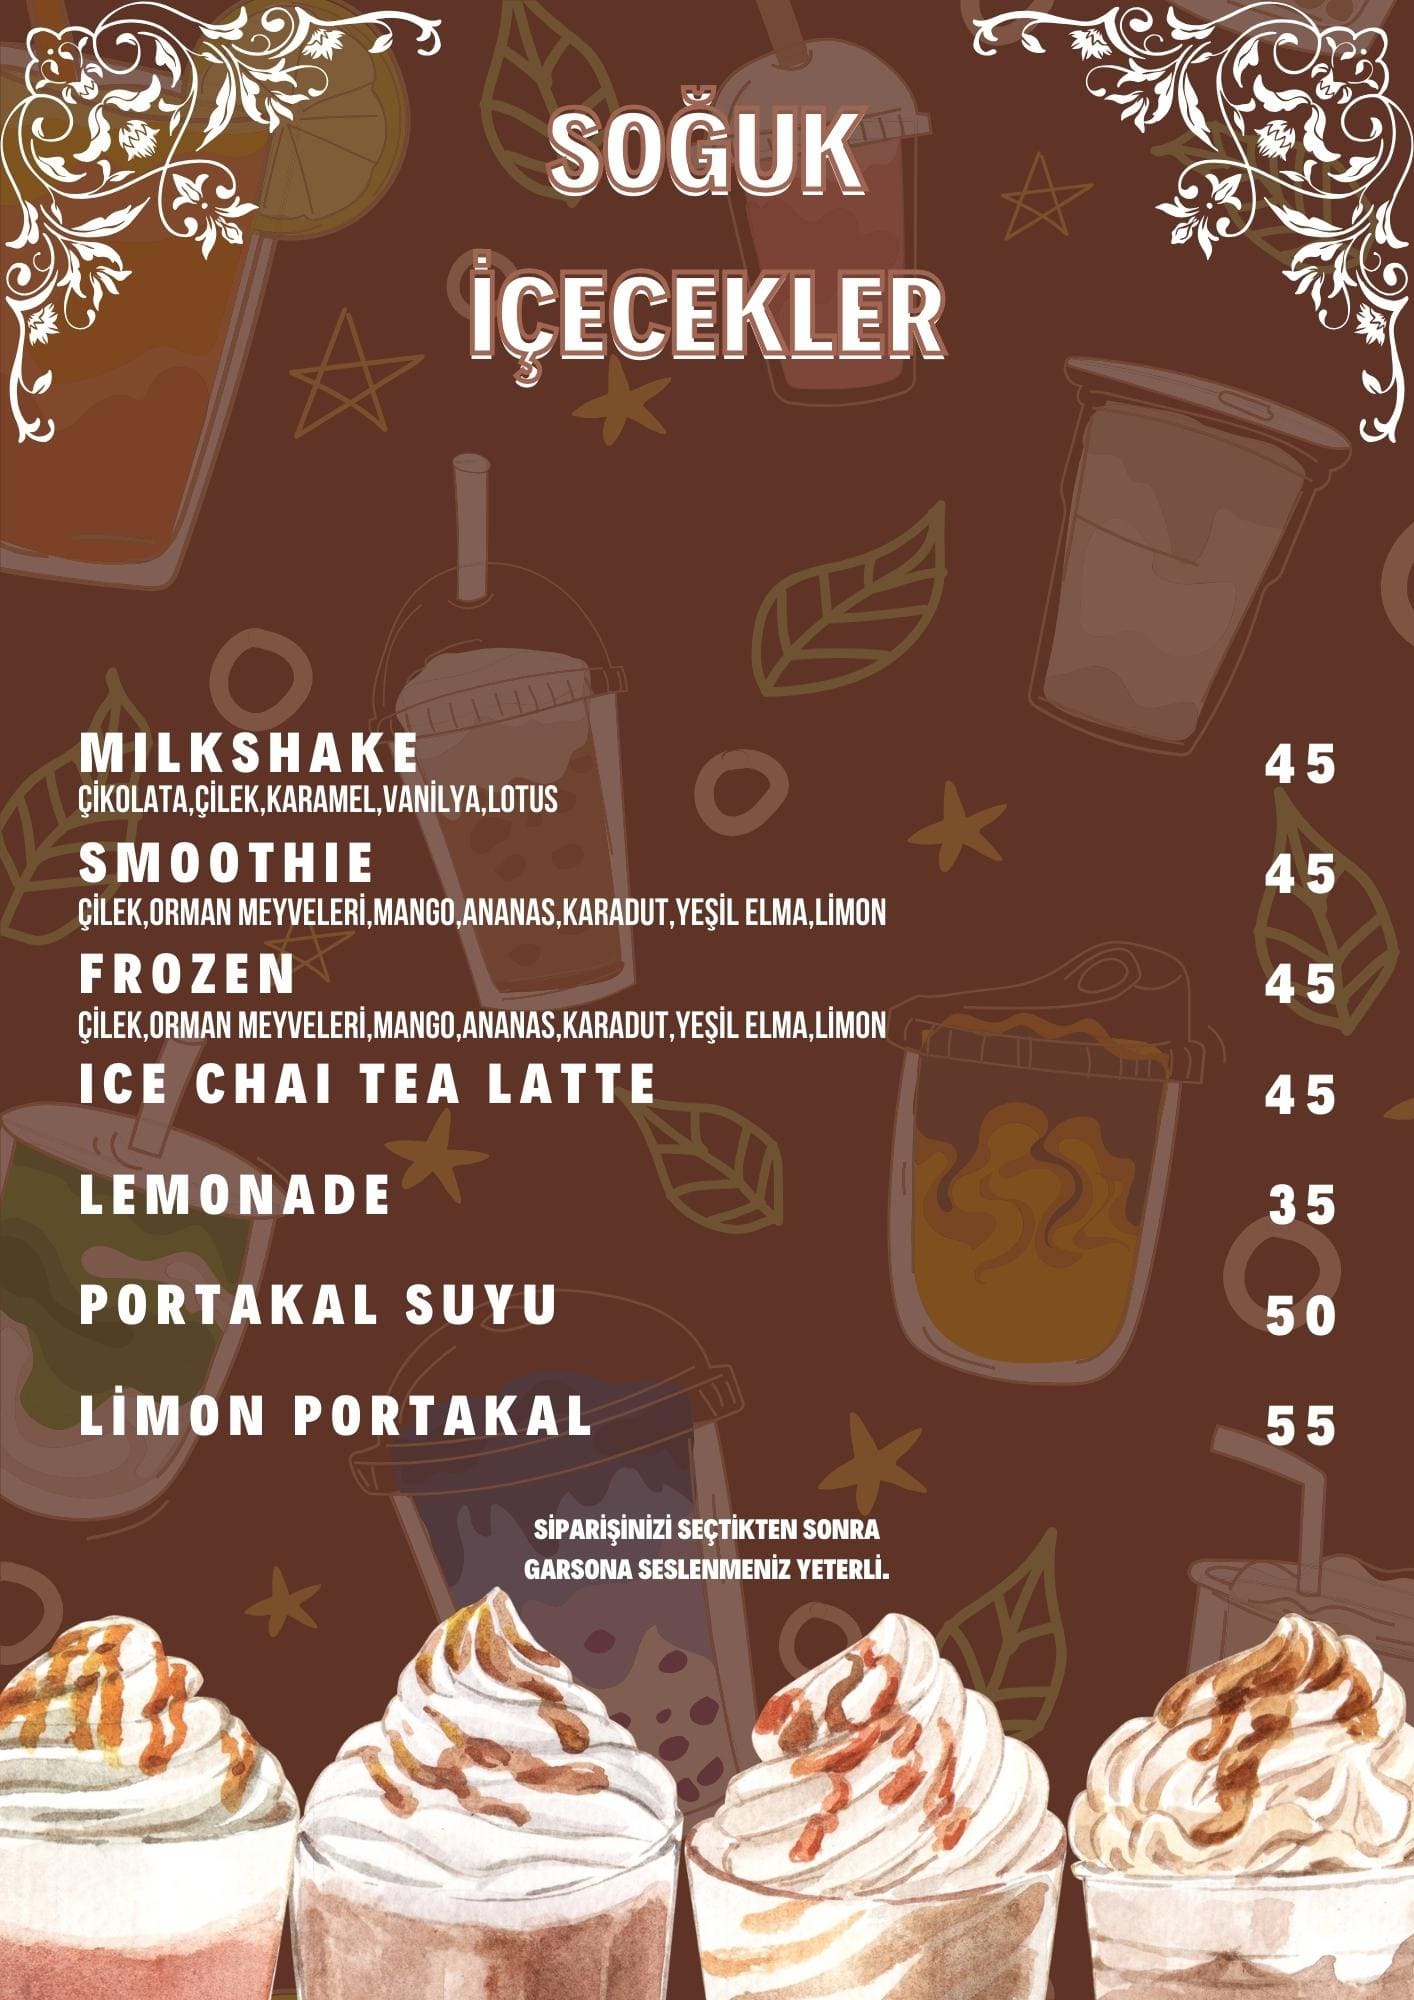 SOĞUK
İÇECEKLER
MILKSHAKE 45
ÇİKOLATA,ÇİLEK,KARAMEL,VANİLYA,LOTUS
SMOOTHIE 45
ÇİLEK,ORMAN MEYVELERİ,MANGO,ANANAS,KARADUT,YEŞİL ELMA,LİMON
FROZEN 45
ÇİLEK,ORMAN MEYVELERİ,MANGO,ANANAS,KARADUT,YEŞİL ELMA,LİMON
ICE CHAI TEA LATTE 45
LEMONADE 35
PORTAKAL SUYU 50
LİMON PORTAKAL 55
SİPARİŞİNİZİ SEÇTİKTEN SONRA
GARSONA SESLENMENİZ YETERLİ.